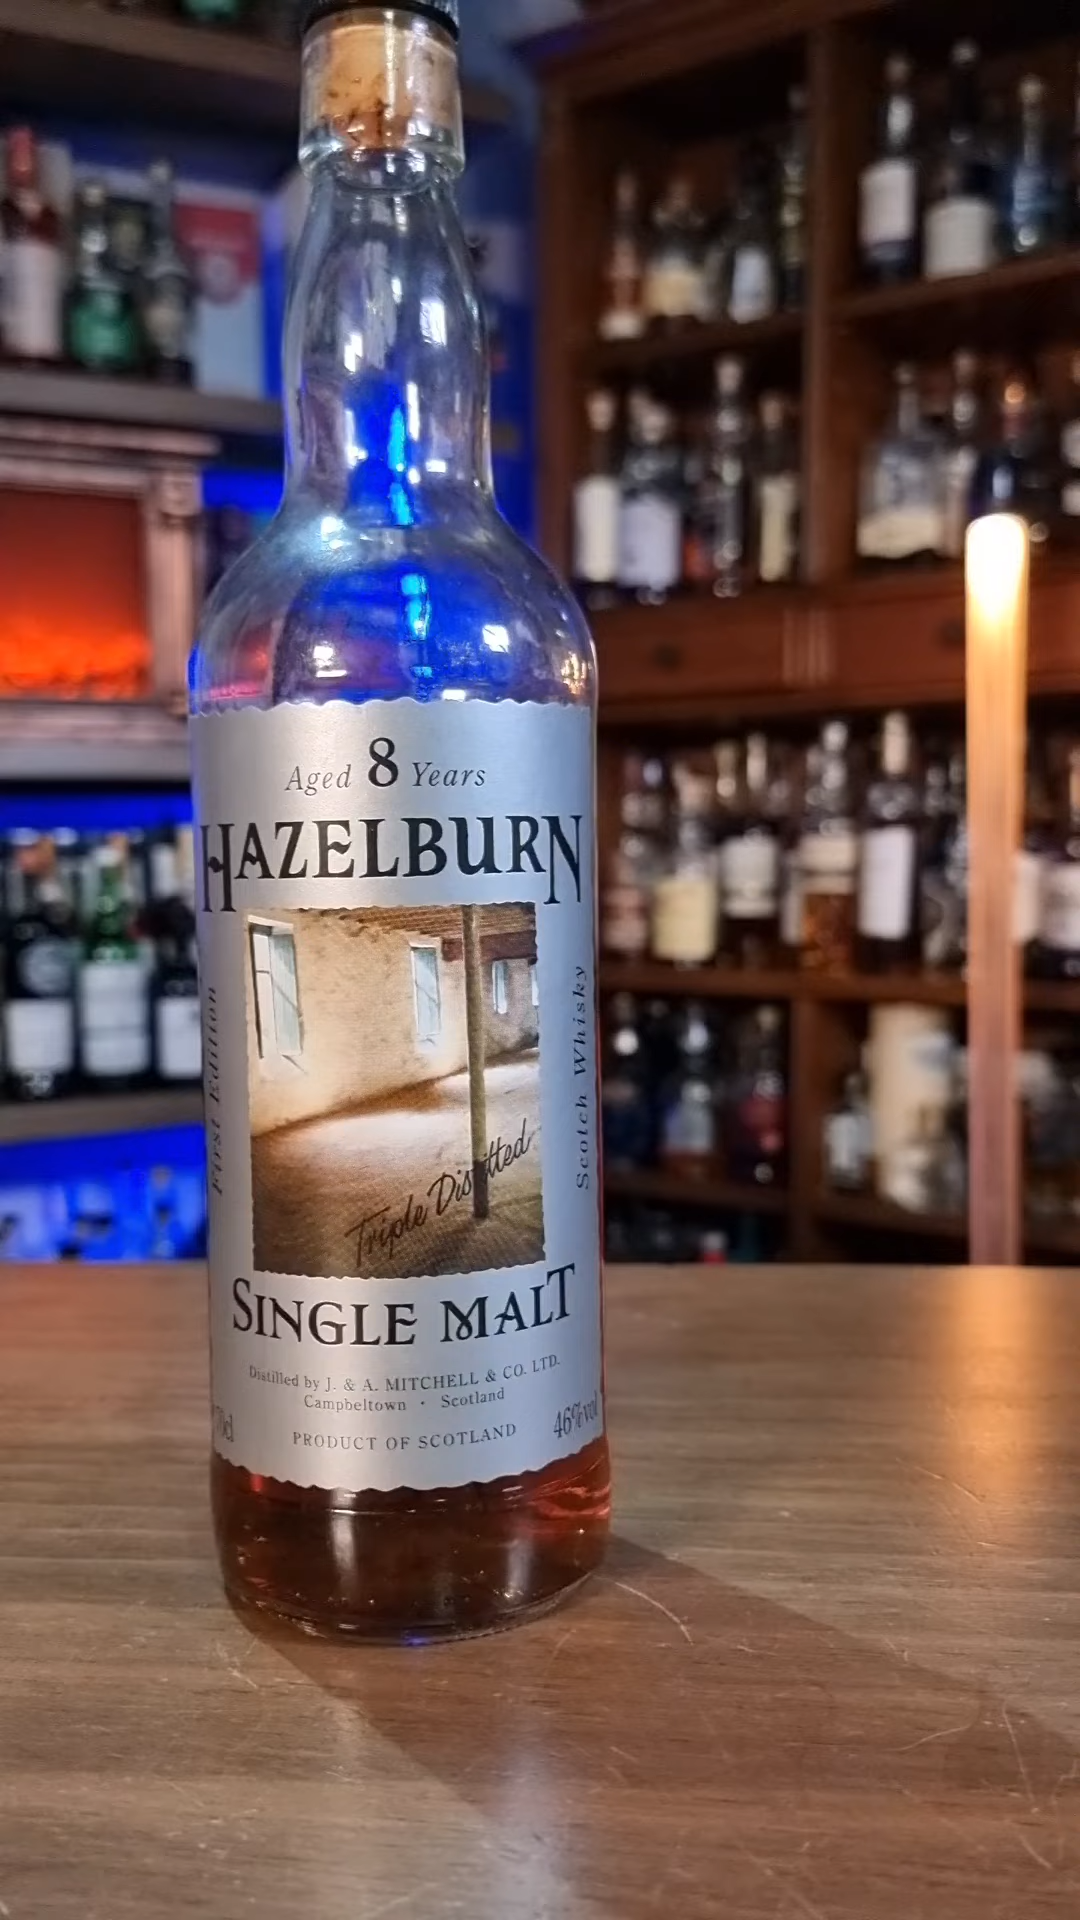 Aged 8 Years
HAZELBURN
First Edition
Scotch Whisky
Triple Distilled
SINGLE MALT
Distilled by J. & A. MITCHELL & CO. LTD.
Campbeltown · Scotland
70cl
46%vol
PRODUCT OF SCOTLAND